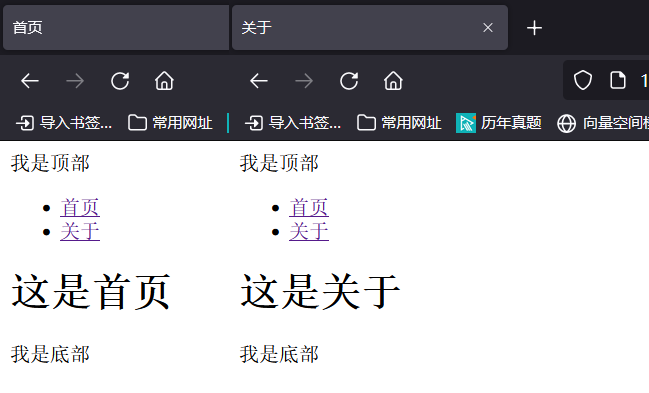 首页
关于
导入书签... 常用网址
导入书签... 常用网址 历年真题 向量空间
我是顶部
首页
关于
这是首页
我是底部
我是顶部
首页
关于
这是关于
我是底部